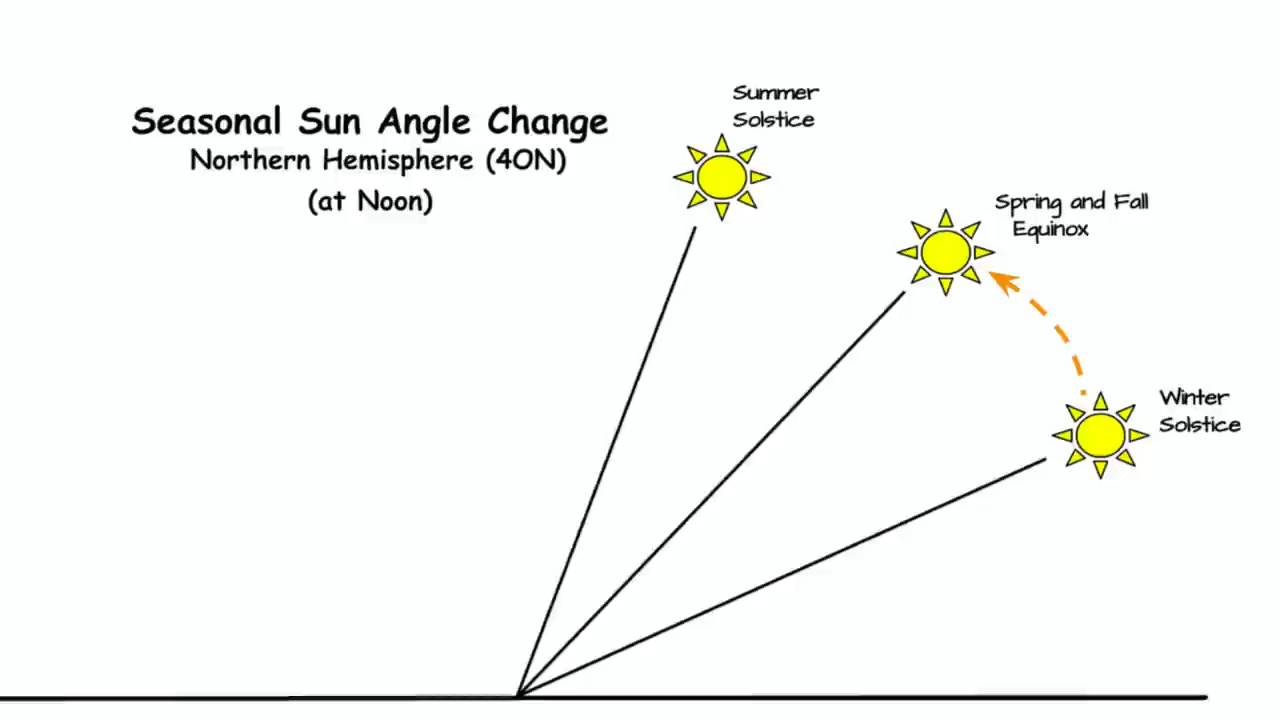 Seasonal Sun Angle Change
Northern Hemisphere (40N)
(at Noon)
Summer
Solstice
Spring and Fall
Equinox
Winter
Solstice